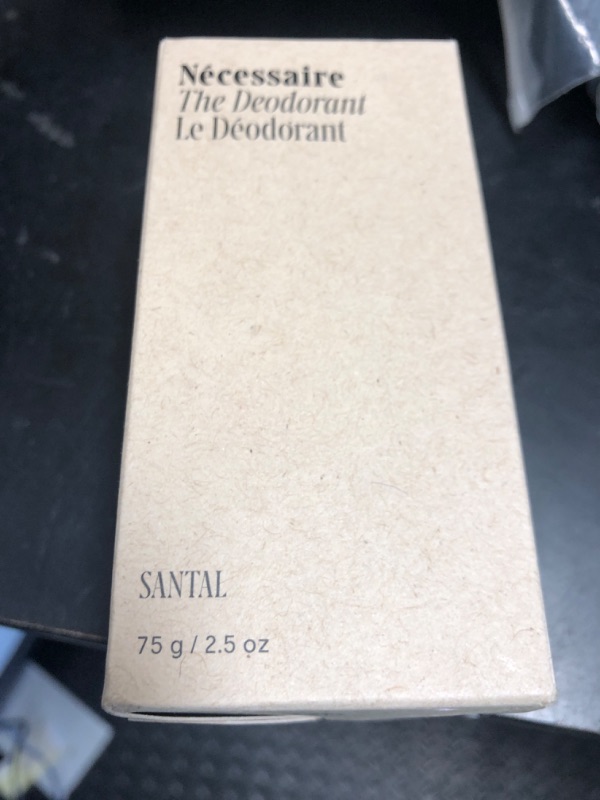 Nécessaire
The Deodorant
Le Déodorant
SANTAL
75 g / 2.5 oz